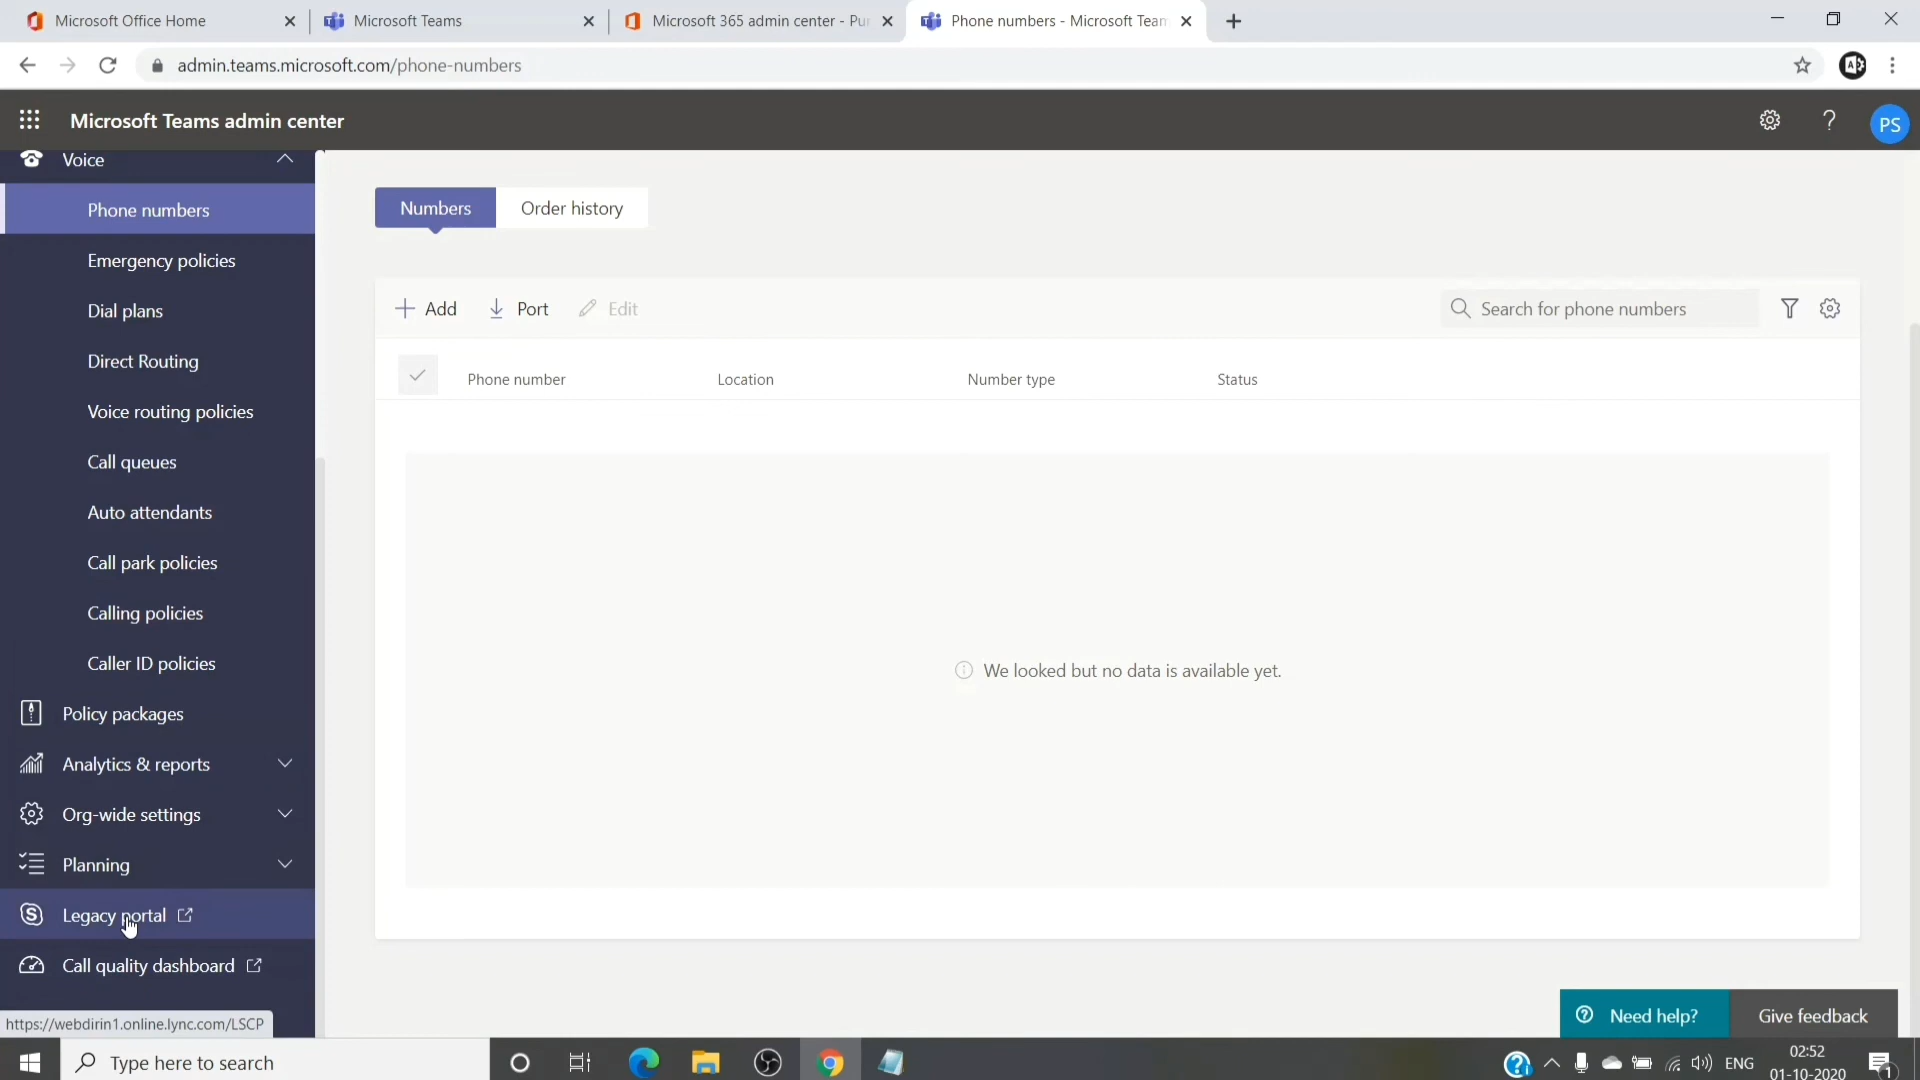 Microsoft Office Home
Microsoft Teams
Microsoft 365 admin center - Pu
Phone numbers - Microsoft Team
admin.teams.microsoft.com/phone-numbers
Microsoft Teams admin center
PS
Voice
Phone numbers
Emergency policies
Dial plans
Direct Routing
Voice routing policies
Call queues
Auto attendants
Call park policies
Calling policies
Caller ID policies
Policy packages
Analytics & reports
Org-wide settings
Planning
Legacy portal
Call quality dashboard
https://webdirin1.online.lync.com/LSCP
Numbers
Order history
Add
Port
Edit
Search for phone numbers
Phone number
Location
Number type
Status
We looked but no data is available yet.
Need help?
Give feedback
Type here to search
ENG
02:52
01-10-2020
1